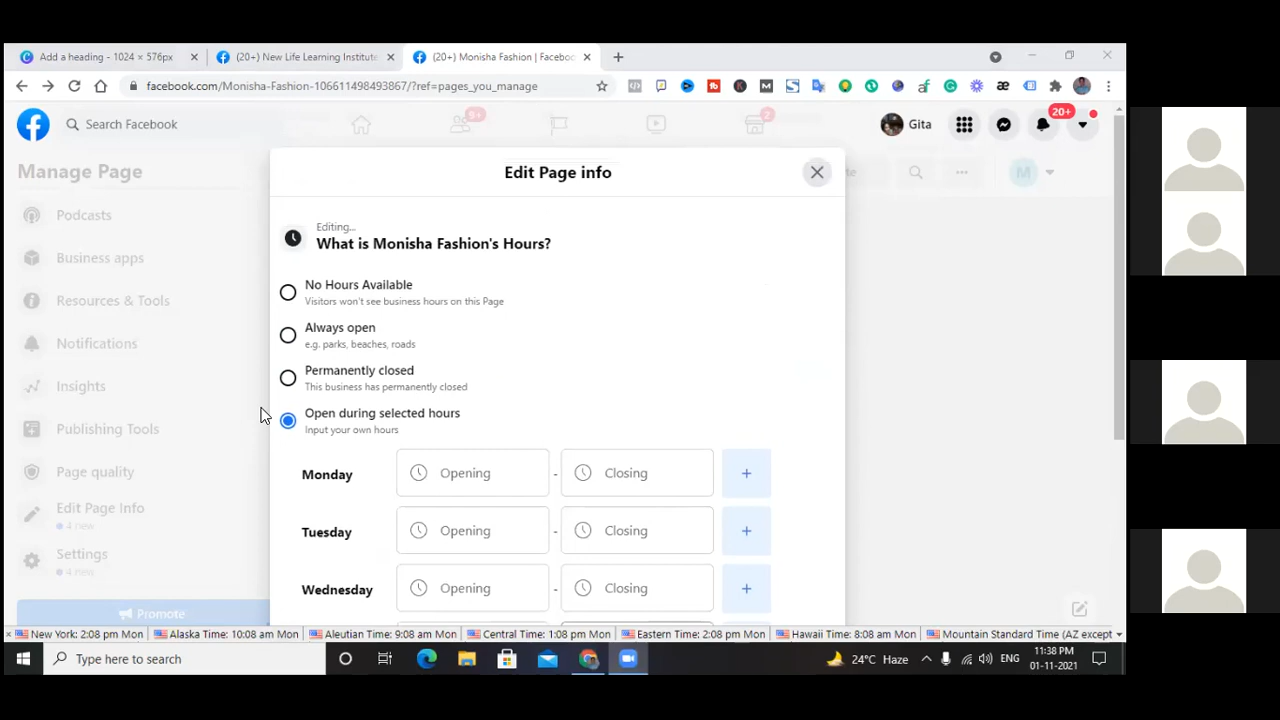 Add a heading - 1024 × 576px
(20+) New Life Learning Institute
(20+) Monisha Fashion | Faceboo
facebook.com/Monisha-Fashion-106611498493867/?ref=pages_you_manage
Search Facebook
9+
2
Gita
20+
Manage Page
Podcasts
Business apps
Resources & Tools
Notifications
Insights
Publishing Tools
Page quality
Edit Page Info
4 new
Settings
4 new
Promote
Edit Page info
M
Editing...
What is Monisha Fashion's Hours?
No Hours Available
Visitors won't see business hours on this Page
Always open
e.g. parks, beaches, roads
Permanently closed
This business has permanently closed
Open during selected hours
Input your own hours
Monday Opening - Closing +
Tuesday Opening - Closing +
Wednesday Opening - Closing +
New York: 2:08 pm Mon Alaska Time: 10:08 am Mon Aleutian Time: 9:08 am Mon Central Time: 1:08 pm Mon Eastern Time: 2:08 pm Mon Hawaii Time: 8:08 am Mon Mountain Standard Time (AZ except
Type here to search
24°C Haze
ENG
11:38 PM
01-11-2021